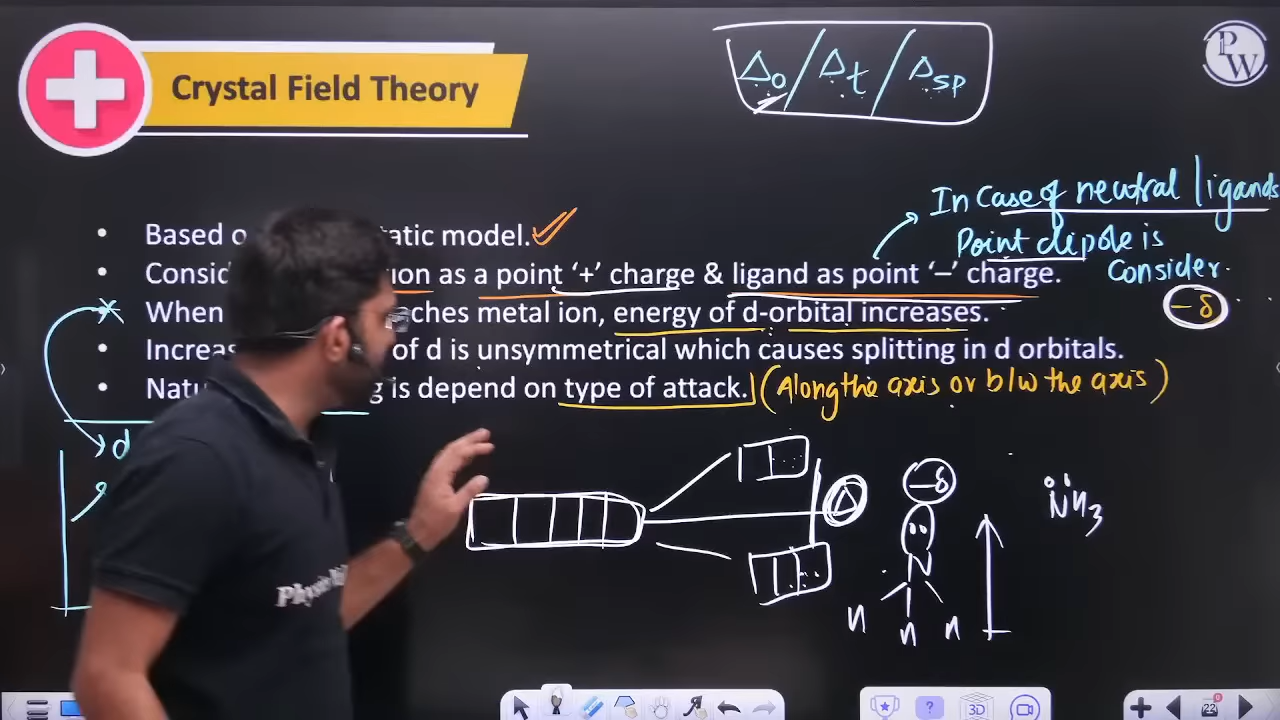 Δo / Δt / Δsp
PW
Crystal Field Theory
In Case of neutral ligands
Point dipole is
Consider.
• Based o tatic model.
• Consid ion as a point ‘+’ charge & ligand as point ‘–’ charge.
-δ
• When ches metal ion, energy of d-orbital increases.
• Increas of d is unsymmetrical which causes splitting in d orbitals.
• Natu g is depend on type of attack. (Along the axis or b/w the axis)
d
Δ
-δ
NH3
N
H H H
Physics
3D
22